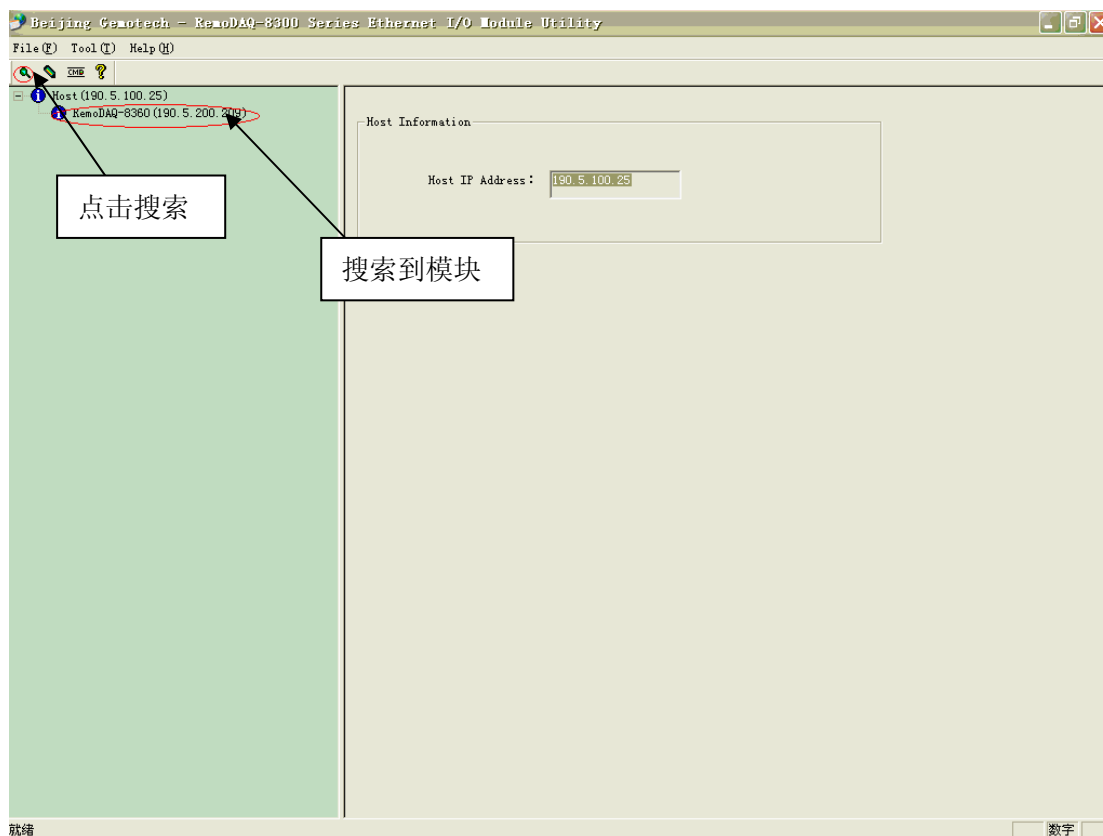 Beijing Gemotech - RemoDAQ-8300 Series Ethernet I/O Module Utility
File(F) Tool(T) Help(H)
CMD
Host(190.5.100.25)
RemoDAQ-8360(190.5.200.209)
Host Information
Host IP Address: 190.5.100.25
点击搜索
搜索到模块
就绪
数字